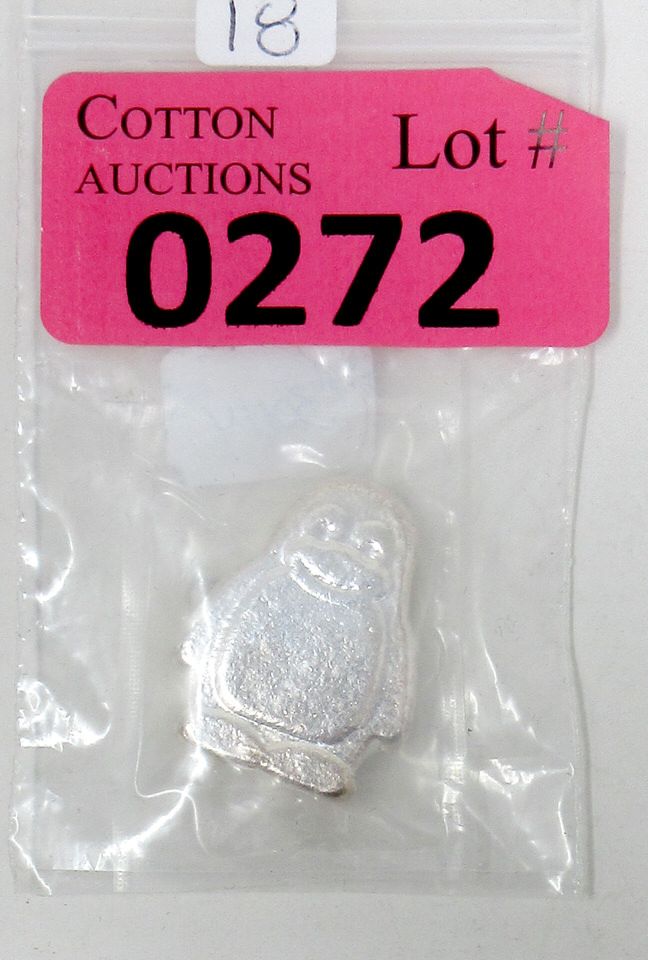 18
COTTON
AUCTIONS
Lot #
0272